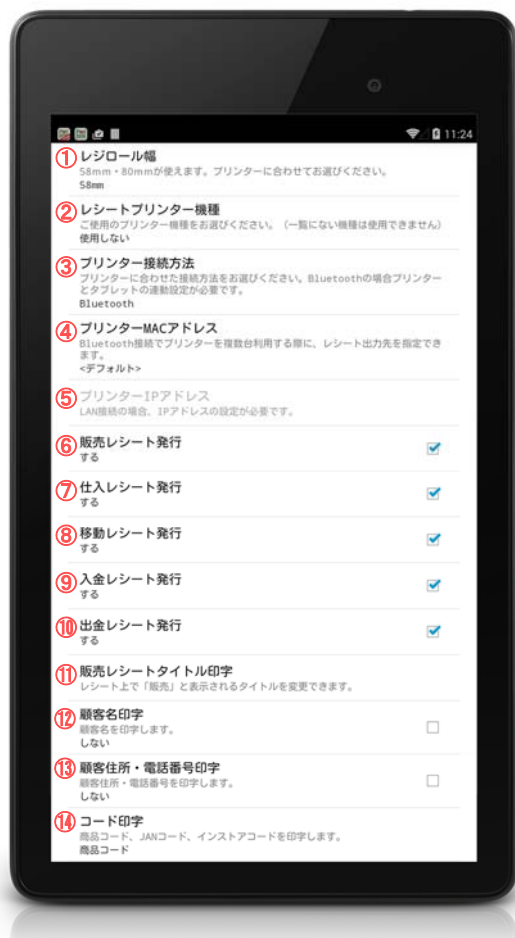 11:24
① レジロール幅
58mm・80mmが使えます。プリンターに合わせてお選びください。
58mm
② レシートプリンター機種
ご使用のプリンター機種をお選びください。（一覧にない機種は使用できません）
使用しない
③ プリンター接続方法
プリンターに合わせた接続方法をお選びください。Bluetoothの場合プリンター
とタブレットの連動設定が必要です。
Bluetooth
④ プリンターMACアドレス
Bluetooth接続でプリンターを複数台利用する際に、レシート出力先を指定でき
ます。
<デフォルト>
⑤ プリンターIPアドレス
LAN接続の場合、IPアドレスの設定が必要です。
⑥ 販売レシート発行
する
⑦ 仕入レシート発行
する
⑧ 移動レシート発行
する
⑨ 入金レシート発行
する
⑩ 出金レシート発行
する
⑪ 販売レシートタイトル印字
レシート上で「販売」と表示されるタイトルを変更できます。
⑫ 顧客名印字
顧客名を印字します。
しない
⑬ 顧客住所・電話番号印字
顧客住所・電話番号を印字します。
しない
⑭ コード印字
商品コード、JANコード、インストアコードを印字します。
商品コード